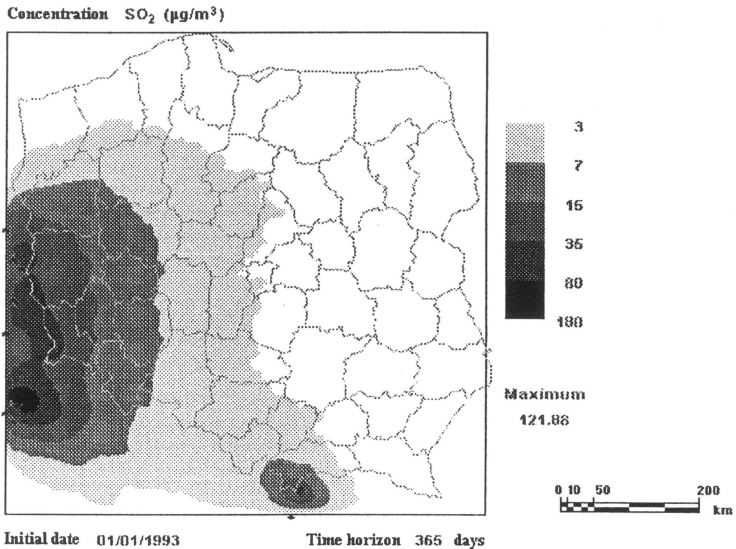 Concentration SO₂ (µg/m³)
3
7
15
35
80
180
Maximum
121.88
0 10 50 200
km
Initial date 01/01/1993 Time horizon 365 days